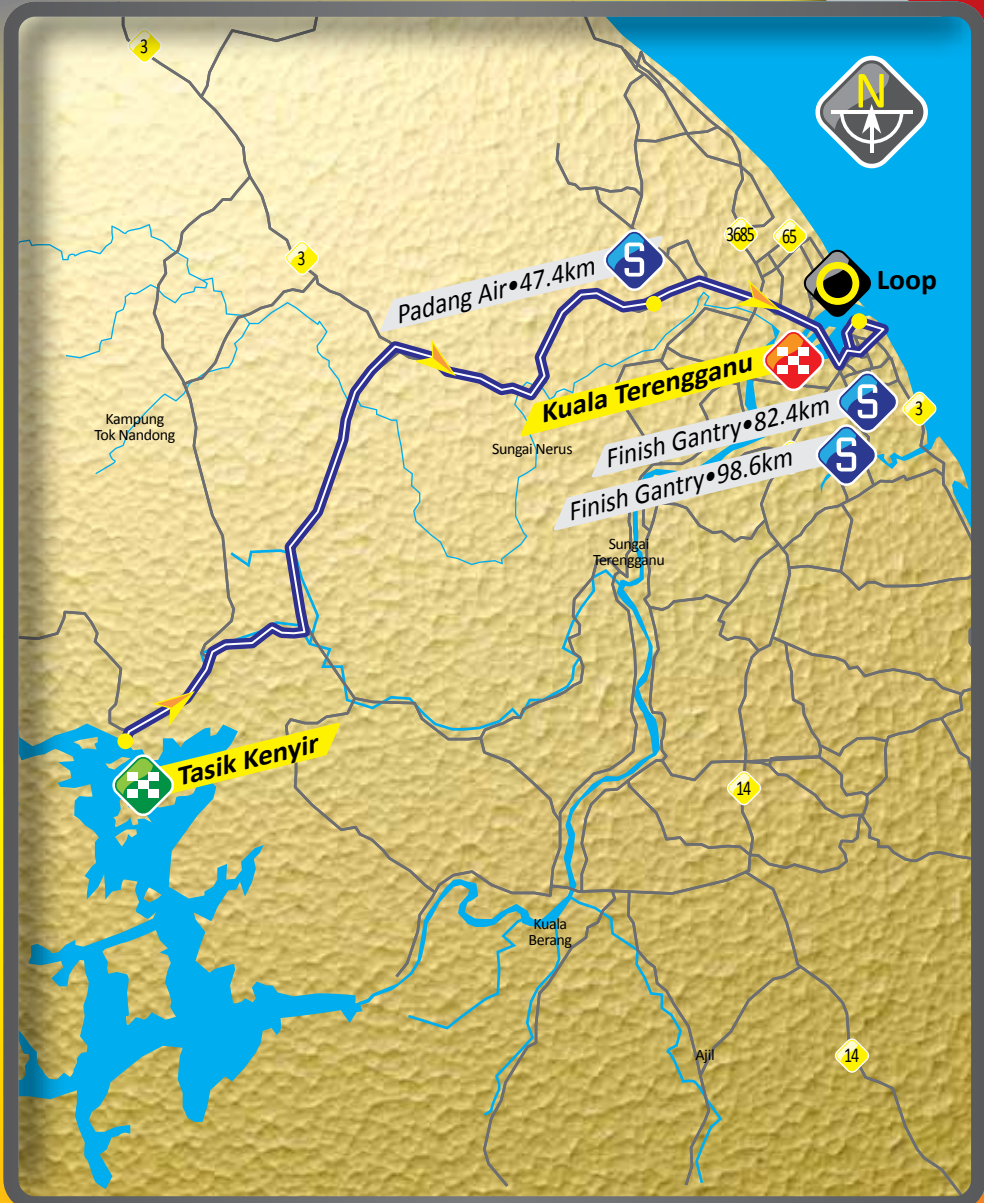 3
N
3
3685
65
Padang Air•47.4km
S
Loop
Kuala Terengganu
Finish Gantry•82.4km
S
3
Kampung
Tok Nandong
Sungai Nerus
Finish Gantry•98.6km
S
Sungai
Terengganu
Tasik Kenyir
14
Kuala
Berang
Ajil
14